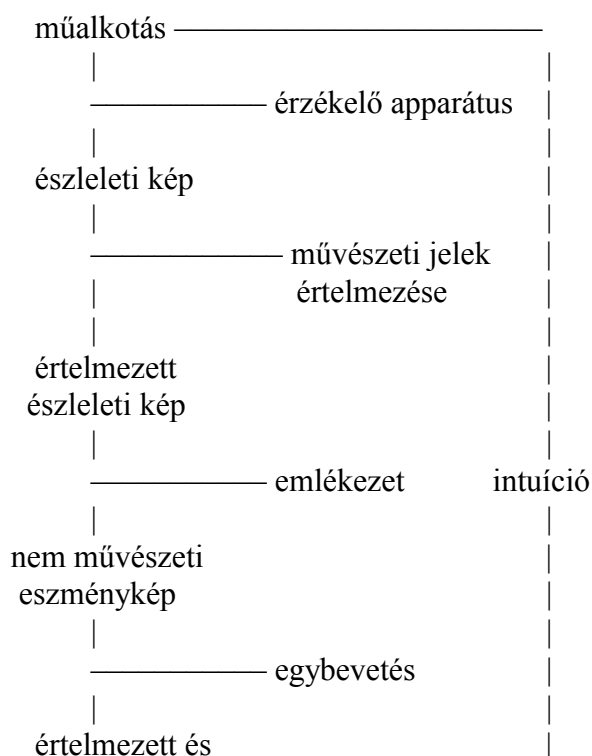 műalkotás
érzékelő apparátus
észleleti kép
művészeti jelek
értelmezése
értelmezett
észleleti kép
emlékezet intuíció
nem művészeti
eszménykép
egybevetés
értelmezett és